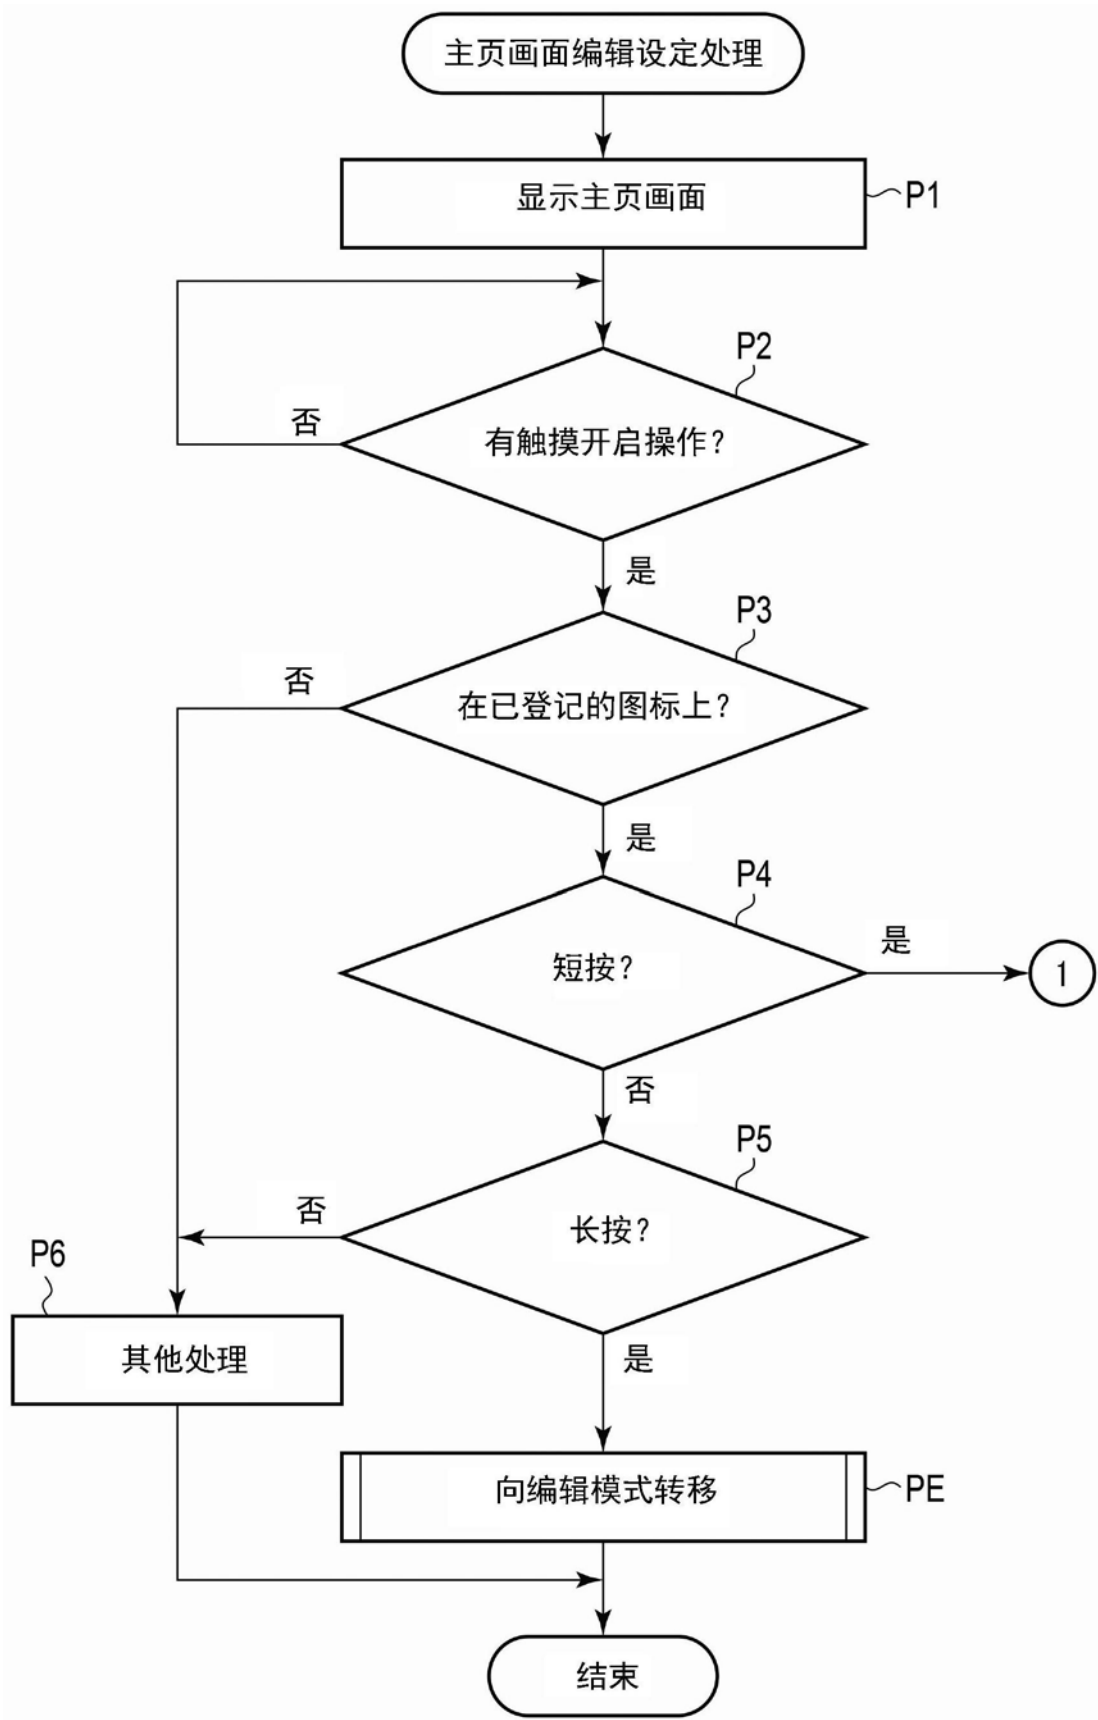 主页画面编辑设定处理
显示主页画面
P1
P2
否
有触摸开启操作?
是
P3
否
在已登记的图标上?
是
P4
短按?
是
1
否
P5
否
长按?
P6
其他处理
是
向编辑模式转移
PE
结束